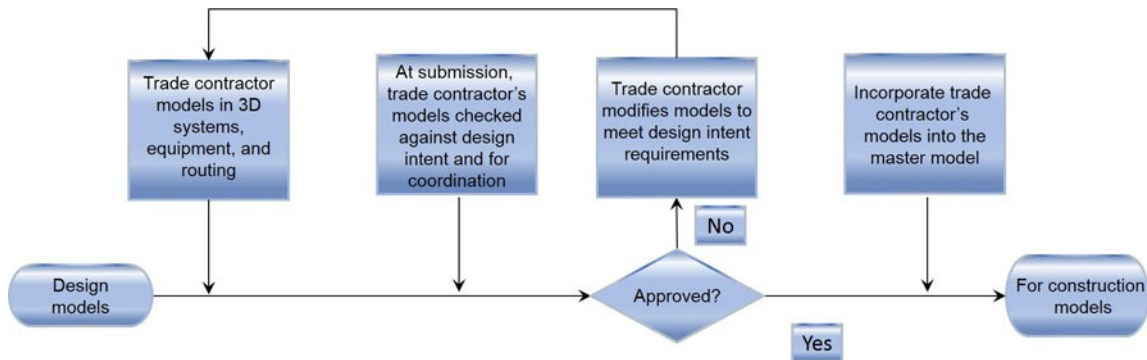 Trade contractor
models in 3D
systems,
equipment, and
routing
At submission,
trade contractor’s
models checked
against design
intent and for
coordination
Trade contractor
modifies models to
meet design intent
requirements
Incorporate trade
contractor’s
models into the
master model
No
Design
models
Approved?
For construction
models
Yes